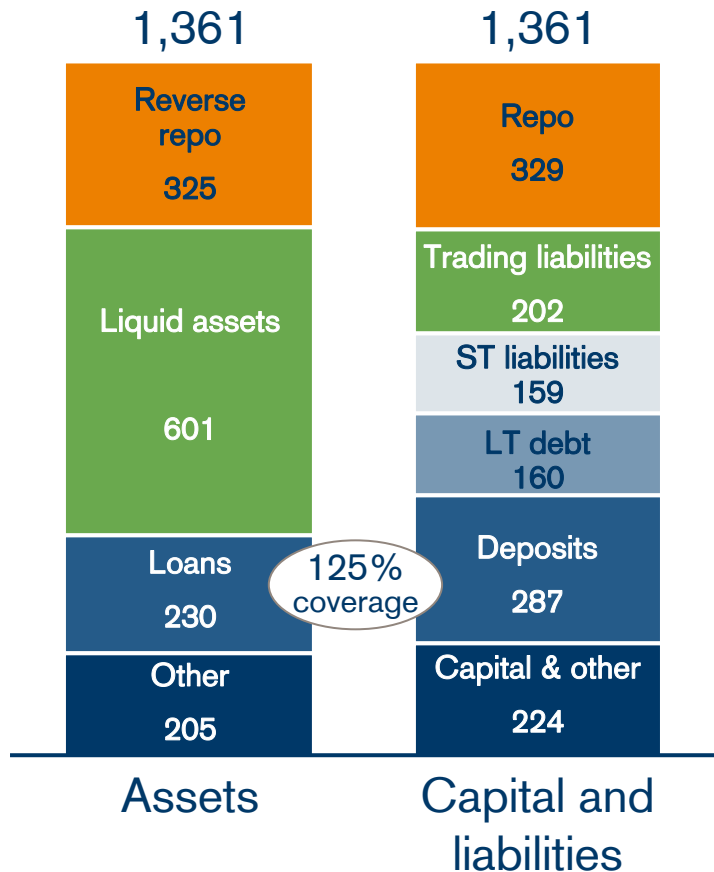 1,361
Reverse
repo
325
Liquid assets
601
Loans
230
Other
205
Assets
125%
coverage
1,361
Repo
329
Trading liabilities
202
ST liabilities
159
LT debt
160
Deposits
287
Capital & other
224
Capital and
liabilities